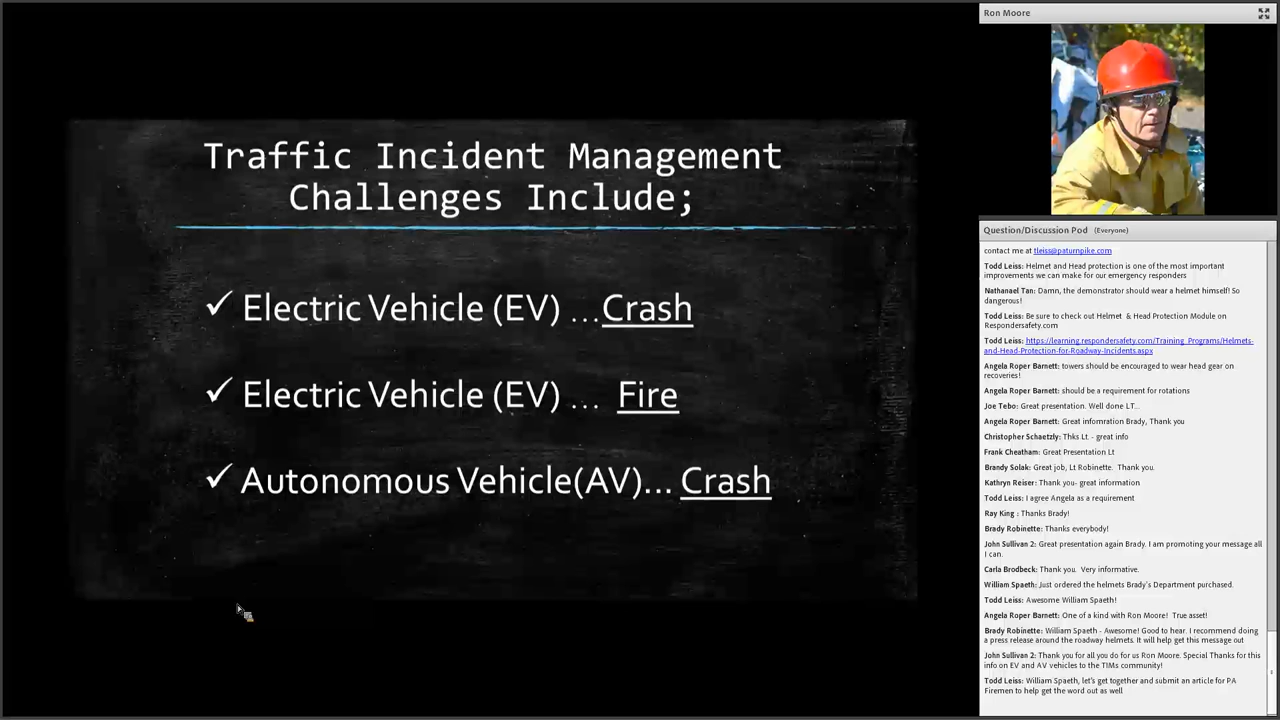 Traffic Incident Management
Challenges Include;
✓ Electric Vehicle (EV) ...Crash
✓ Electric Vehicle (EV) ... Fire
✓ Autonomous Vehicle(AV)... Crash
Ron Moore
Question/Discussion Pod (Everyone)
contact me at tleiss@paturnpike.com
Todd Leiss: Helmet and Head protection is one of the most important
improvements we can make for our emergency responders
Nathanael Tan: Damn, the demonstrator should wear a helmet himself! So
dangerous!
Todd Leiss: Be sure to check out Helmet & Head Protection Module on
Respondersafety.com
Todd Leiss: https://learning.respondersafety.com/Training_Programs/Helmets-
and-Head-Protection-for-Roadway-Incidents.aspx
Angela Roper Barnett: towers should be encouraged to wear head gear on
recoveries!
Angela Roper Barnett: should be a requirement for rotations
Joe Tebo: Great presentation. Well done LT...
Angela Roper Barnett: Great infomration Brady, Thank you
Christopher Schaetzly: Thks Lt. - great info
Frank Cheatham: Great Presentation Lt
Brandy Solak: Great job, Lt Robinette. Thank you.
Kathryn Reiser: Thank you- great information
Todd Leiss: I agree Angela as a requirement
Ray King : Thanks Brady!
Brady Robinette: Thanks everybody!
John Sullivan 2: Great presentation again Brady. I am promoting your message all
I can.
Carla Brodbeck: Thank you. Very informative.
William Spaeth: Just ordered the helmets Brady's Department purchased.
Todd Leiss: Awesome William Spaeth!
Angela Roper Barnett: One of a kind with Ron Moore! True asset!
Brady Robinette: William Spaeth - Awesome! Good to hear. I recommend doing
a press release around the roadway helmets. It will help get this message out
John Sullivan 2: Thank you for all you do for us Ron Moore. Special Thanks for this
info on EV and AV vehicles to the TIMs community!
Todd Leiss: William Spaeth, let's get together and submit an article for PA
Firemen to help get the word out as well